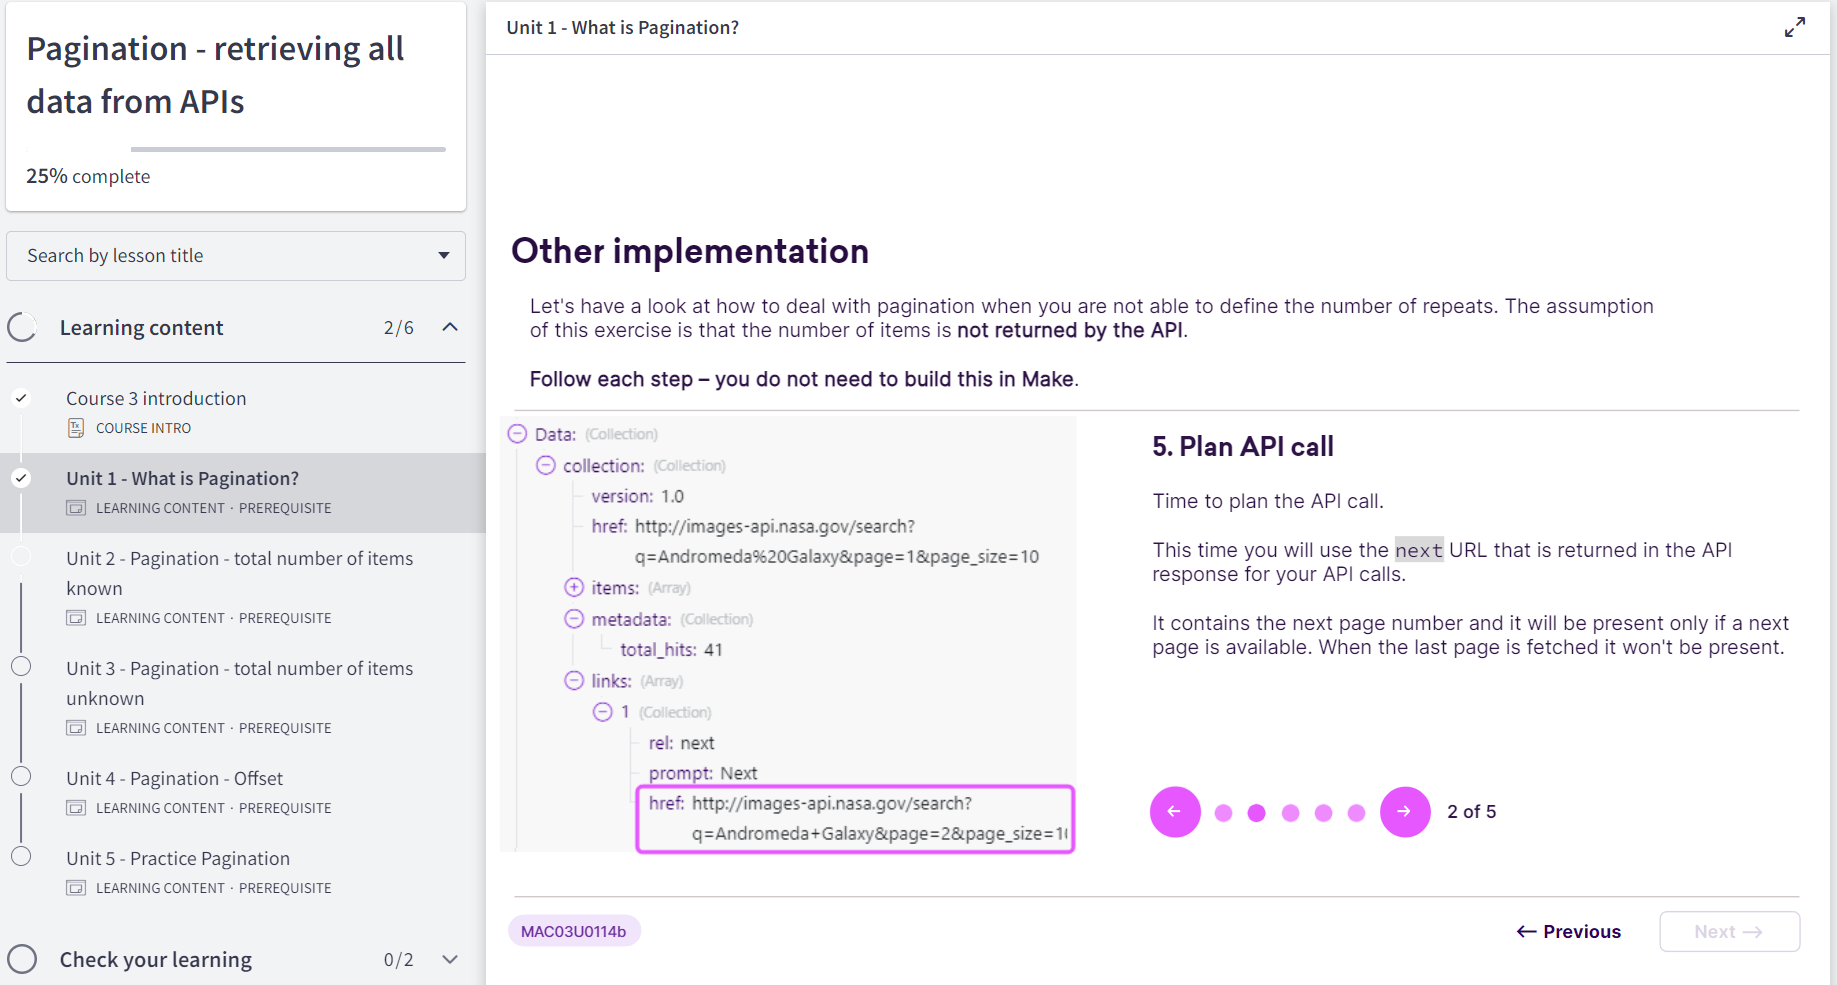 Pagination - retrieving all
data from APIs
25% complete
Search by lesson title
Learning content 2/6
Course 3 introduction
COURSE INTRO
Unit 1 - What is Pagination?
LEARNING CONTENT · PREREQUISITE
Unit 2 - Pagination - total number of items
known
LEARNING CONTENT · PREREQUISITE
Unit 3 - Pagination - total number of items
unknown
LEARNING CONTENT · PREREQUISITE
Unit 4 - Pagination - Offset
LEARNING CONTENT · PREREQUISITE
Unit 5 - Practice Pagination
LEARNING CONTENT · PREREQUISITE
Check your learning 0/2
Unit 1 - What is Pagination?
Other implementation
Let's have a look at how to deal with pagination when you are not able to define the number of repeats. The assumption
of this exercise is that the number of items is not returned by the API.
Follow each step – you do not need to build this in Make.
Data: (Collection)
collection: (Collection)
version: 1.0
href: http://images-api.nasa.gov/search?
q=Andromeda%20Galaxy&page=1&page_size=10
items: (Array)
metadata: (Collection)
total_hits: 41
links: (Array)
1 (Collection)
rel: next
prompt: Next
href: http://images-api.nasa.gov/search?
q=Andromeda+Galaxy&page=2&page_size=10
5. Plan API call
Time to plan the API call.
This time you will use the next URL that is returned in the API
response for your API calls.
It contains the next page number and it will be present only if a next
page is available. When the last page is fetched it won't be present.
2 of 5
MAC03U0114b
← Previous
Next →